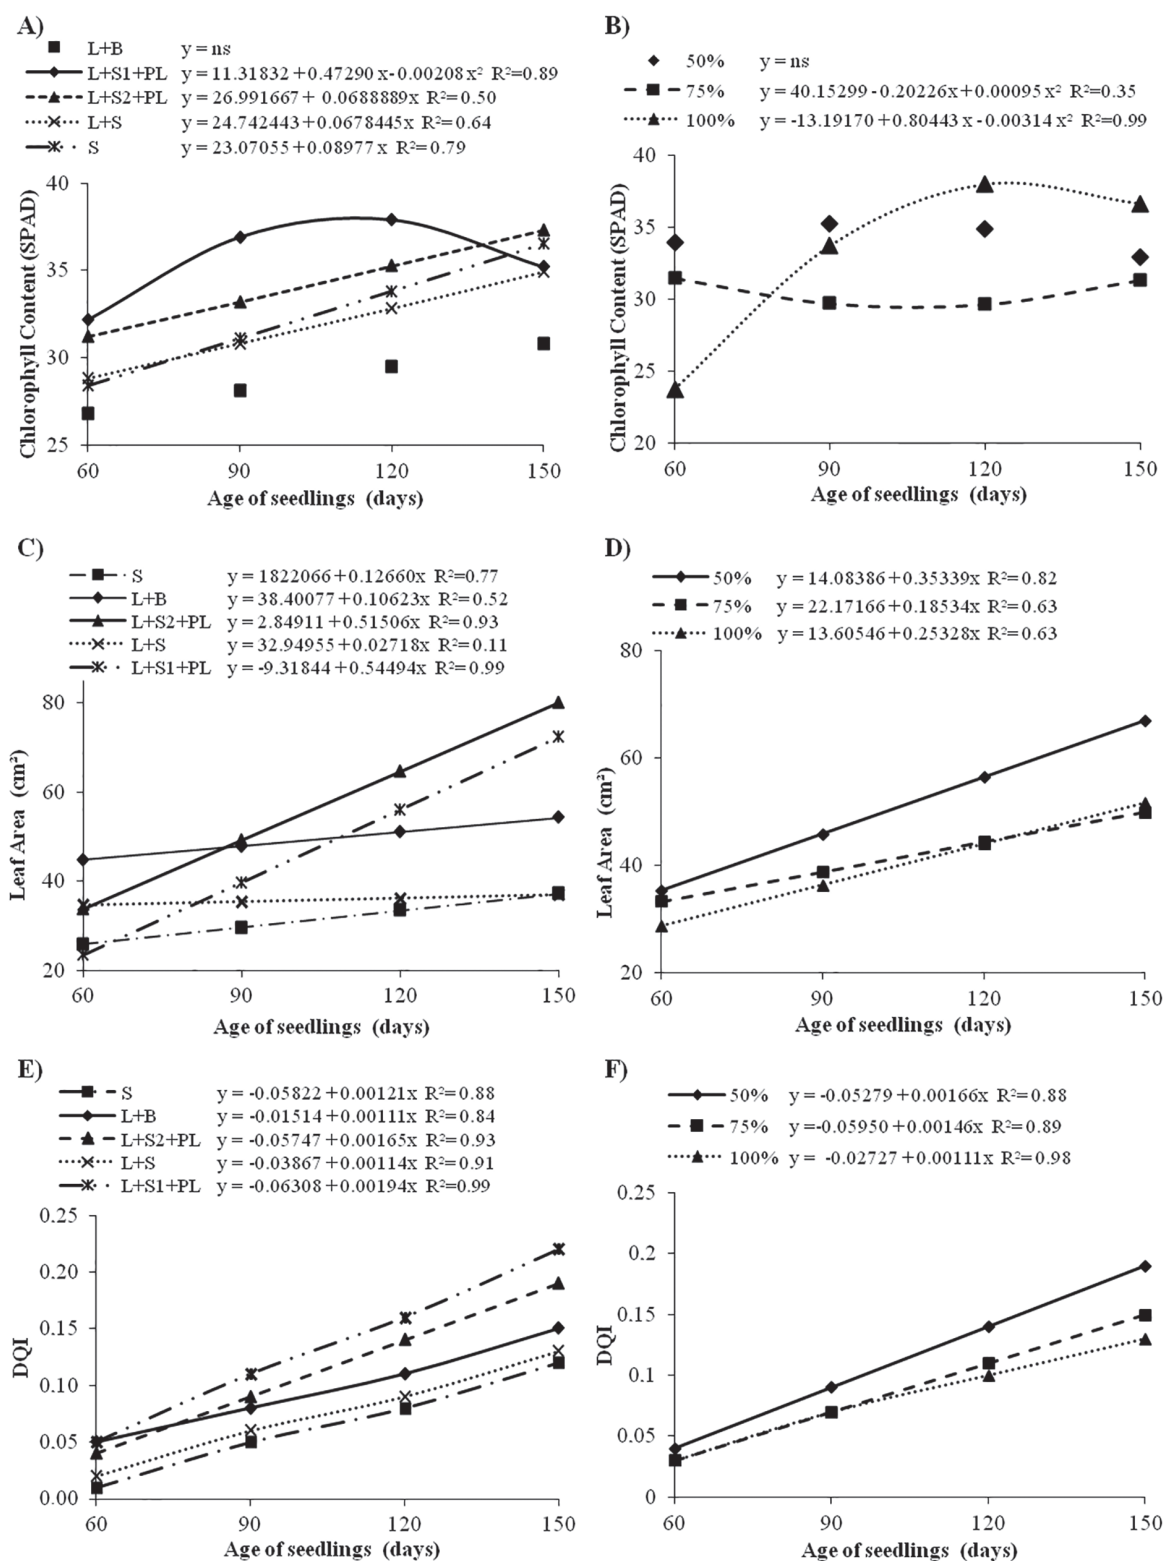 A)
L+B y = ns
L+S1+PL y = 11.31832 + 0.47290 x- 0.00208 x² R²= 0.89
L+S2+PL y = 26.991667 + 0.0688889x R²= 0.50
L+S y = 24.742443 + 0.0678445x R²= 0.64
S y = 23.07055 + 0.08977 x R²= 0.79
40
35
30
25
60 90 120 150
Chlorophyll Content (SPAD)
Age of seedlings (days)
B)
50% y = ns
75% y = 40.15299 - 0.20226x + 0.00095 x² R²= 0.35
100% y = -13.19170 + 0.80443 x - 0.00314 x² R²= 0.99
40
35
30
25
20
60 90 120 150
Chlorophyll Content (SPAD)
Age of seedlings (days)
C)
S y = 1822066 + 0.12660x R²= 0.77
L+B y = 38.40077 + 0.10623x R²= 0.52
L+S2+PL y = 2.84911 + 0.51506x R²= 0.93
L+S y = 32.94955 + 0.02718x R²= 0.11
L+S1+PL y = -9.31844 + 0.54494x R²= 0.99
80
60
40
20
60 90 120 150
Leaf Area (cm²)
Age of seedlings (days)
D)
50% y = 14.08386 + 0.35339x R²= 0.82
75% y = 22.17166 + 0.18534x R²= 0.63
100% y = 13.60546 + 0.25328x R²= 0.63
80
60
40
20
60 90 120 150
Leaf Area (cm²)
Age of seedlings (days)
E)
S y = -0.05822 + 0.00121x R²= 0.88
L+B y = -0.01514 + 0.00111x R²= 0.84
L+S2+PL y = -0.05747 + 0.00165x R²= 0.93
L+S y = -0.03867 + 0.00114x R²= 0.91
L+S1+PL y = -0.06308 + 0.00194x R²= 0.99
0.25
0.20
0.15
0.10
0.05
0.00
60 90 120 150
DQI
Age of seedlings (days)
F)
50% y = -0.05279 + 0.00166x R²= 0.88
75% y =-0.05950 + 0.00146x R²= 0.89
100% y = -0.02727 + 0.00111x R²= 0.98
0.25
0.2
0.15
0.1
0.05
0
60 90 120 150
DQI
Age of seedlings (days)